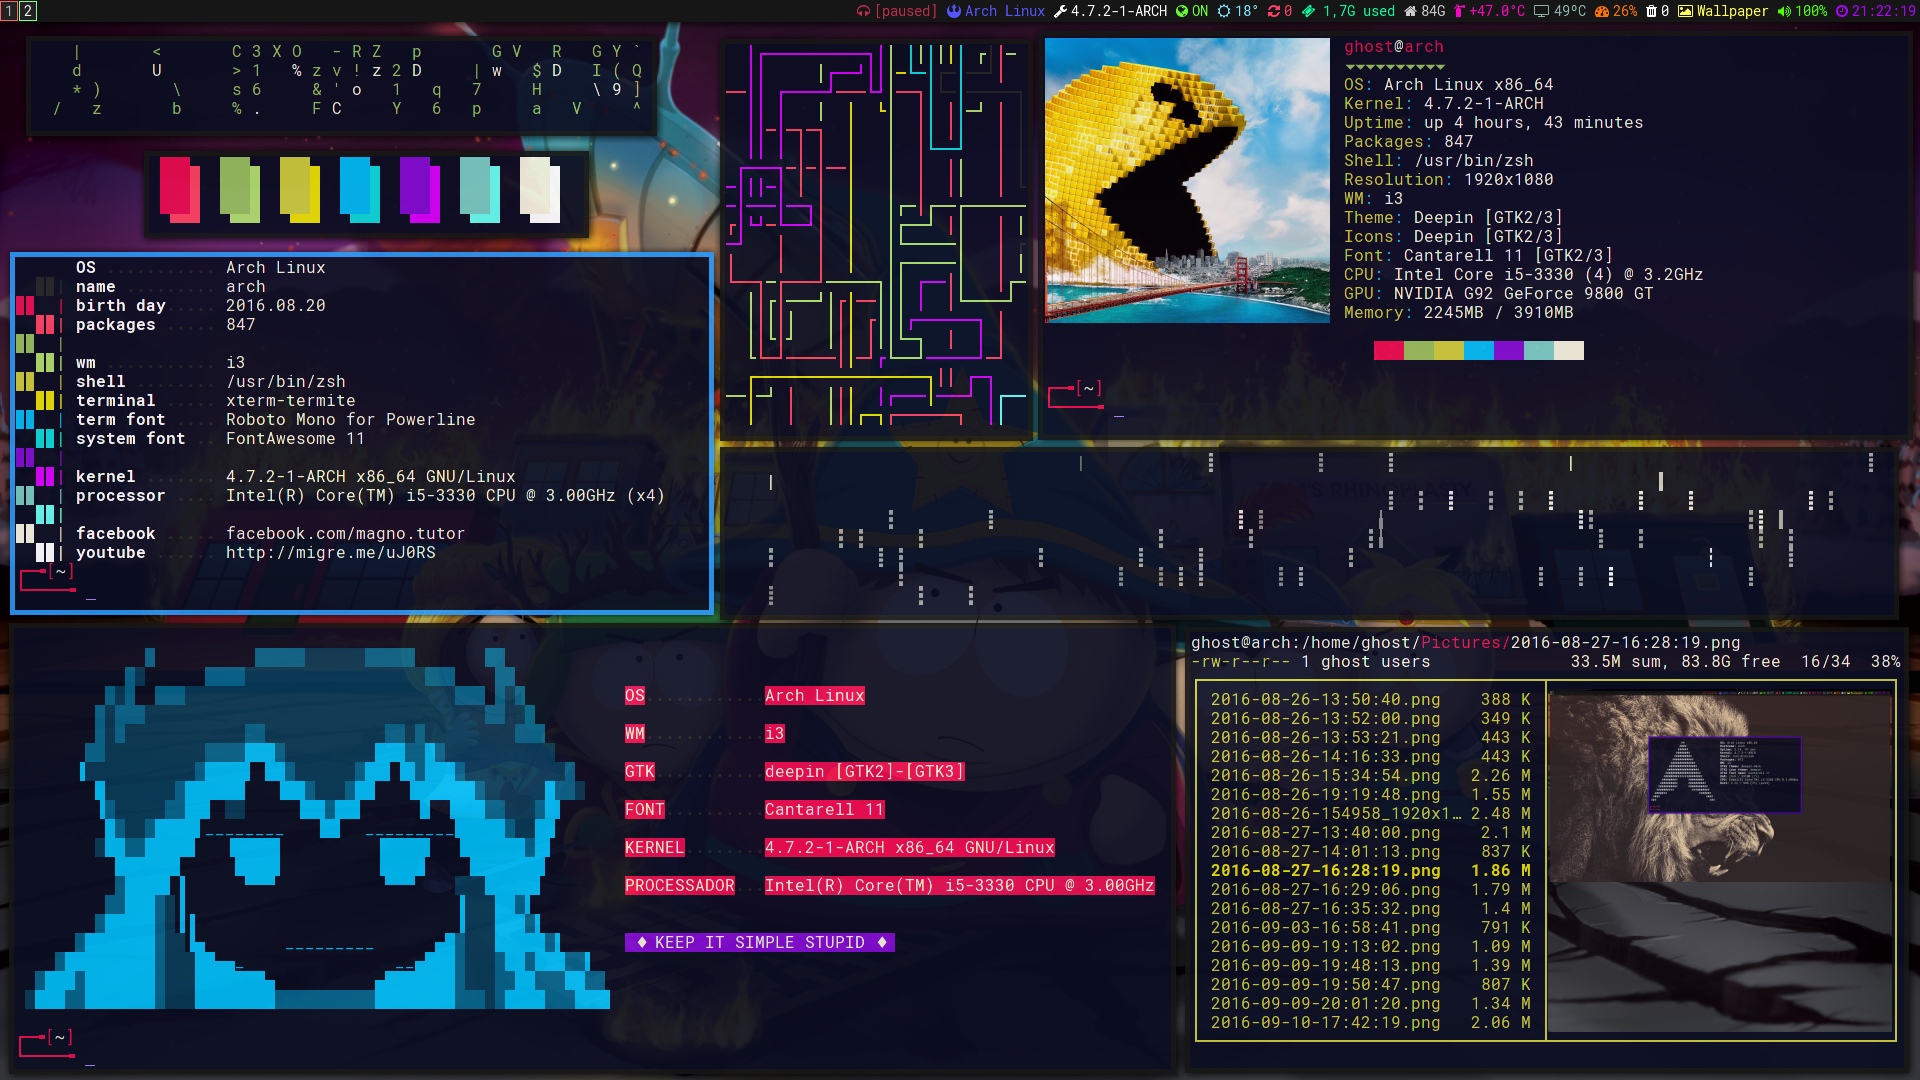 1 2 [paused] Arch Linux 4.7.2-1-ARCH ON 18° 0 1,7G used 84G +47.0°C 49ºC 26% 0 Wallpaper 100% 21:22:19
| < C 3 X O - R Z p G V R G Y `
d U > 1 % z v ! z 2 D | w $ D I ( Q
* ) \ s 6 & ' o 1 q 7 H \ 9 ]
/ z b % . F C Y 6 p a V ^
ghost@arch
OS: Arch Linux x86_64
Kernel: 4.7.2-1-ARCH
Uptime: up 4 hours, 43 minutes
Packages: 847
Shell: /usr/bin/zsh
Resolution: 1920x1080
WM: i3
Theme: Deepin [GTK2/3]
Icons: Deepin [GTK2/3]
Font: Cantarell 11 [GTK2/3]
CPU: Intel Core i5-3330 (4) @ 3.2GHz
GPU: NVIDIA G92 GeForce 9800 GT
Memory: 2245MB / 3910MB
[~]
_
OS .......... Arch Linux
name .......... arch
birth day ...... 2016.08.20
packages ....... 847
wm .......... i3
shell .......... /usr/bin/zsh
terminal ....... xterm-termite
term font ...... Roboto Mono for Powerline
system font .... FontAwesome 11
kernel ......... 4.7.2-1-ARCH x86_64 GNU/Linux
processor ...... Intel(R) Core(TM) i5-3330 CPU @ 3.00GHz (x4)
facebook ....... facebook.com/magno.tutor
youtube ........ http://migre.me/uJ0RS
[~]
_
OS............Arch Linux
WM............i3
GTK...........deepin [GTK2]-[GTK3]
FONT..........Cantarell 11
KERNEL........4.7.2-1-ARCH x86_64 GNU/Linux
PROCESSADOR...Intel(R) Core(TM) i5-3330 CPU @ 3.00GHz
♦ KEEP IT SIMPLE STUPID ♦
[~]
_
ghost@arch:/home/ghost/Pictures/2016-08-27-16:28:19.png
-rw-r--r-- 1 ghost users 33.5M sum, 83.8G free 16/34 38%
2016-08-26-13:50:40.png 388 K
2016-08-26-13:52:00.png 349 K
2016-08-26-13:53:21.png 443 K
2016-08-26-14:16:33.png 443 K
2016-08-26-15:34:54.png 2.26 M
2016-08-26-19:19:48.png 1.55 M
2016-08-26-154958_1920x1… 2.48 M
2016-08-27-13:40:00.png 2.1 M
2016-08-27-14:01:13.png 837 K
2016-08-27-16:28:19.png 1.86 M
2016-08-27-16:29:06.png 1.79 M
2016-08-27-16:35:32.png 1.4 M
2016-09-03-16:58:41.png 791 K
2016-09-09-19:13:02.png 1.09 M
2016-09-09-19:48:13.png 1.39 M
2016-09-09-19:50:47.png 807 K
2016-09-09-20:01:20.png 1.34 M
2016-09-10-17:42:19.png 2.06 M